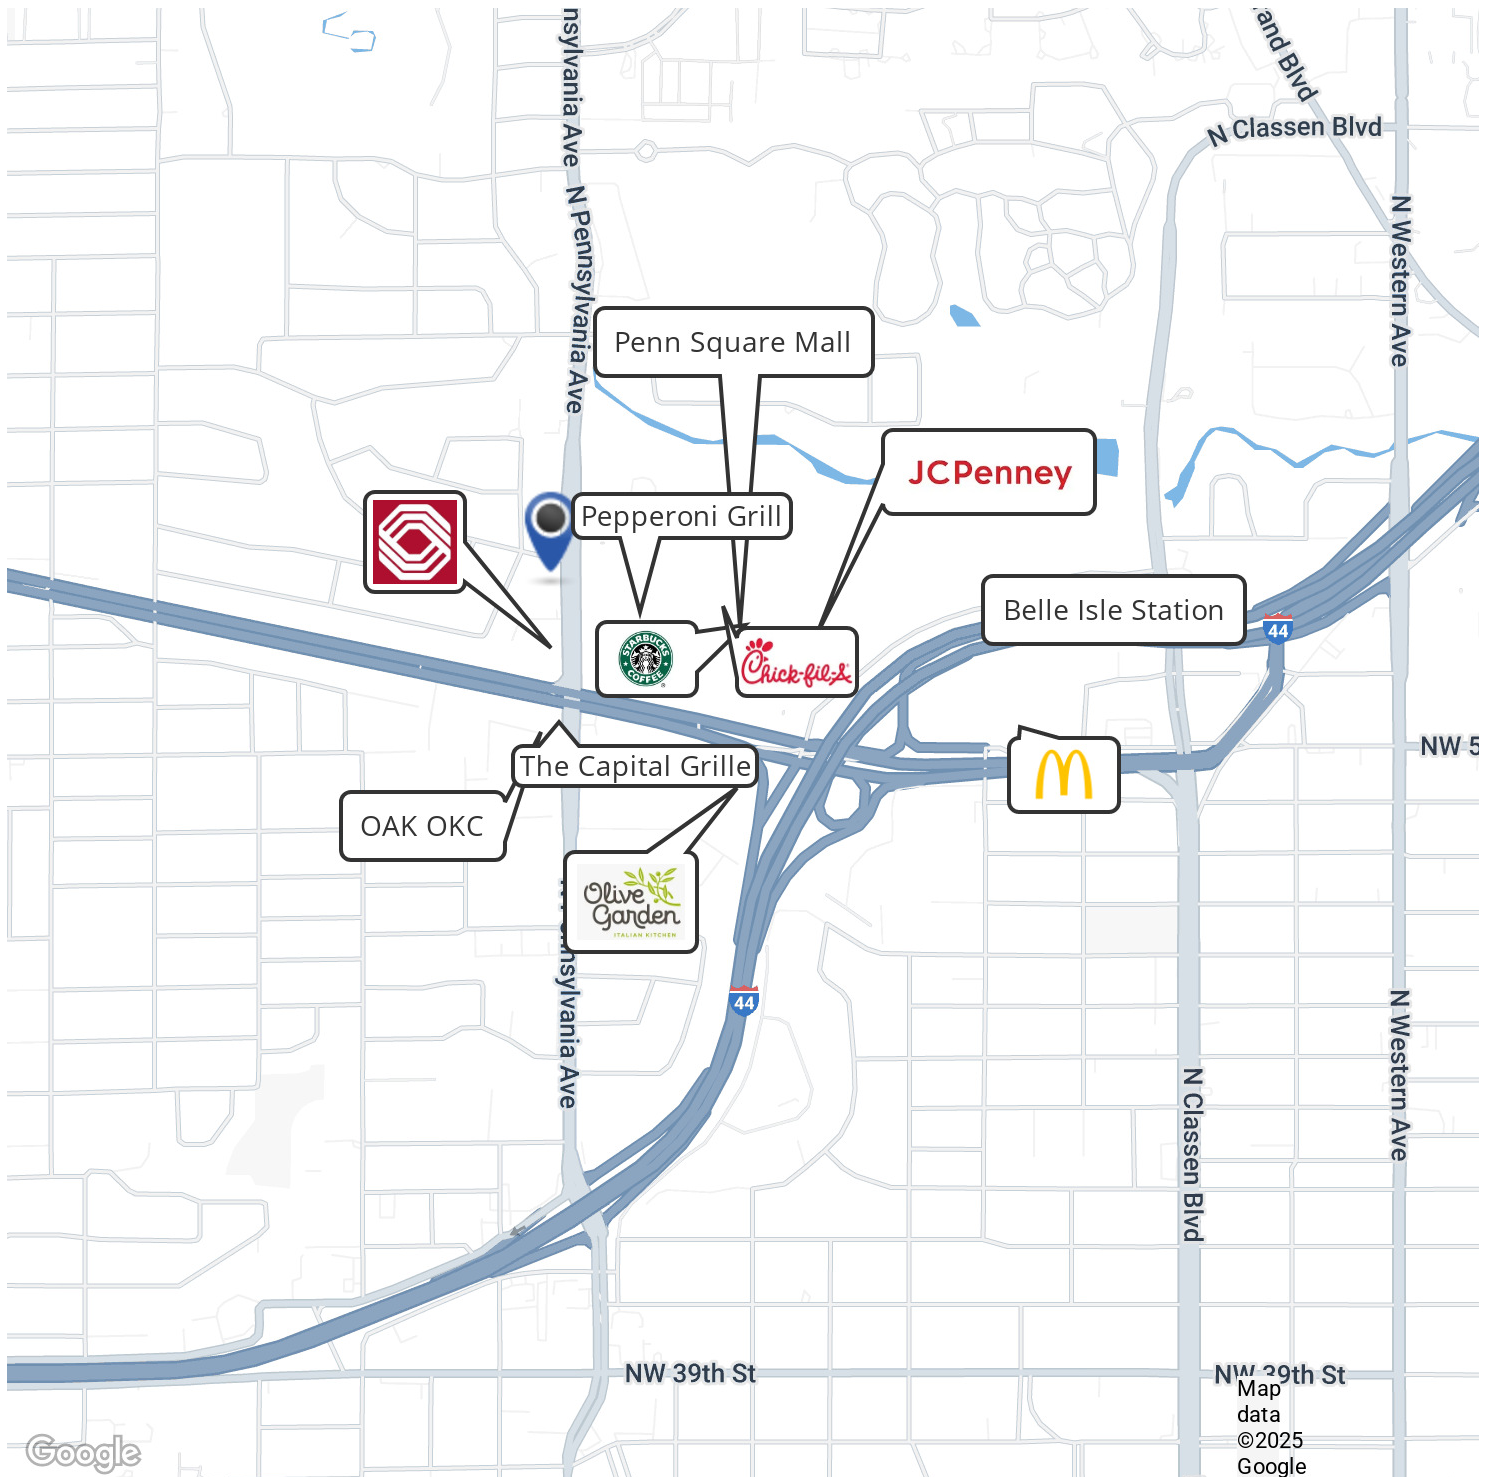 nsylvania Ave
and Blvd
N Classen Blvd
N Pennsylvania Ave
N Western Ave
Penn Square Mall
JCPenney
Pepperoni Grill
Belle Isle Station
44
STARBUCKS
COFFEE
Chick-fil-A
NW 5
The Capital Grille
OAK OKC
Olive
Garden
ITALIAN KITCHEN
nsylvania Ave
44
N Western Ave
N Classen Blvd
NW 39th St
NW 39th St
Map
data
©2025
Google
Google